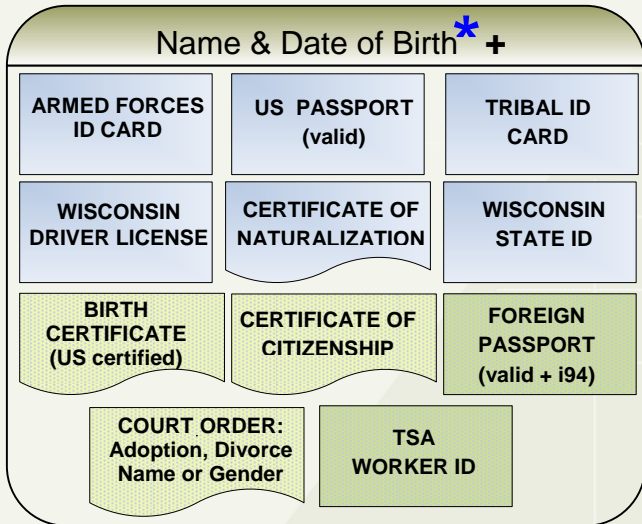 Name & Date of Birth* +
ARMED FORCES
ID CARD
US PASSPORT
(valid)
TRIBAL ID
CARD
WISCONSIN
DRIVER LICENSE
CERTIFICATE OF
NATURALIZATION
WISCONSIN
STATE ID
BIRTH
CERTIFICATE
(US certified)
CERTIFICATE OF
CITIZENSHIP
FOREIGN
PASSPORT
(valid + i94)
COURT ORDER:
Adoption, Divorce
Name or Gender
TSA
WORKER ID